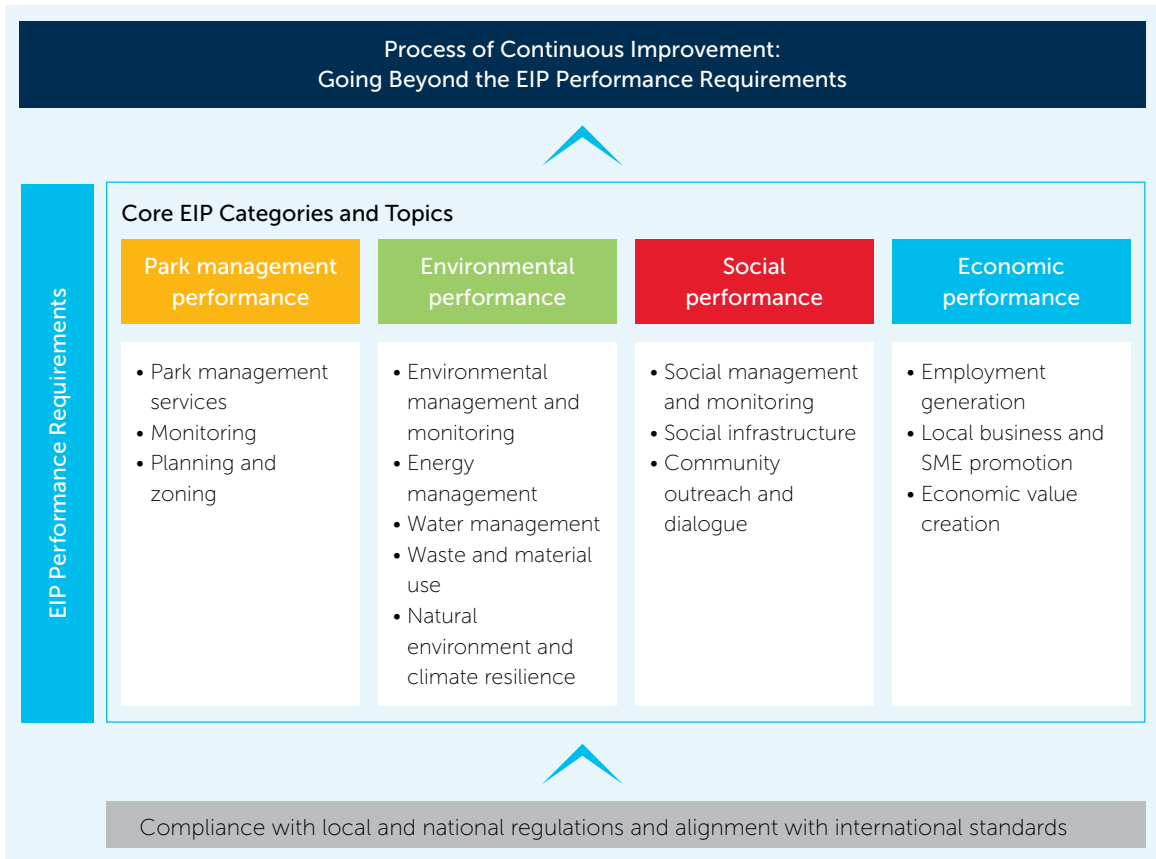 Process of Continuous Improvement:
Going Beyond the EIP Performance Requirements
EIP Performance Requirements
Core EIP Categories and Topics
Park management
performance
• Park management
services
• Monitoring
• Planning and
zoning
Environmental
performance
• Environmental
management and
monitoring
• Energy
management
• Water management
• Waste and material
use
• Natural
environment and
climate resilience
Social
performance
• Social management
and monitoring
• Social infrastructure
• Community
outreach and
dialogue
Economic
performance
• Employment
generation
• Local business and
SME promotion
• Economic value
creation
Compliance with local and national regulations and alignment with international standards